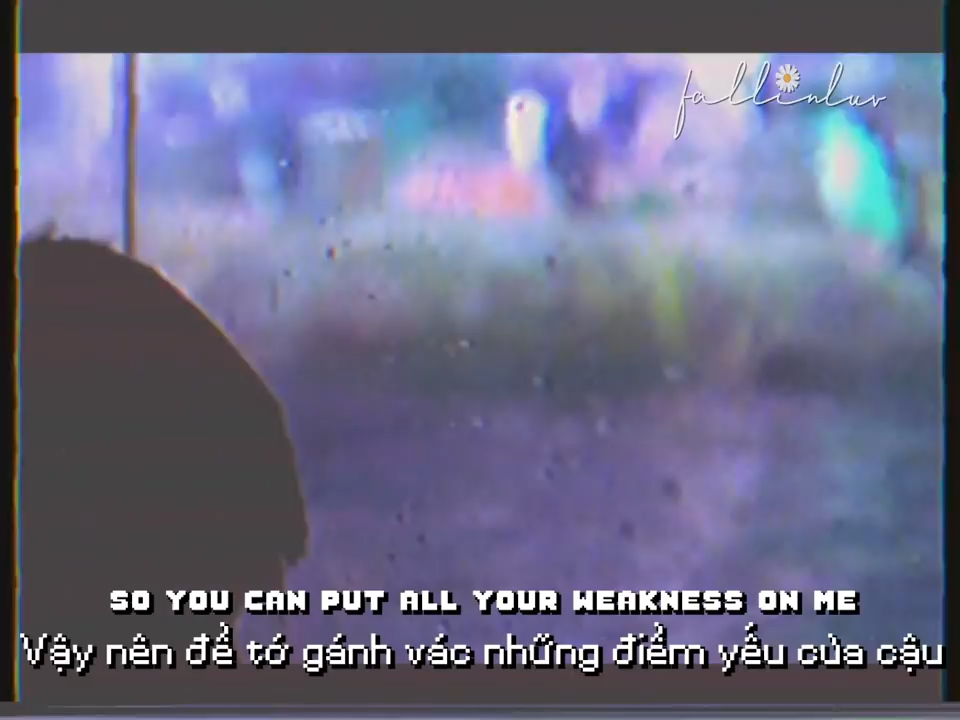 fallinluv
SO YOU CAN PUT ALL YOUR WEAKNESS ON ME
Vậy nên để tớ gánh vác những điểm yếu của cậu